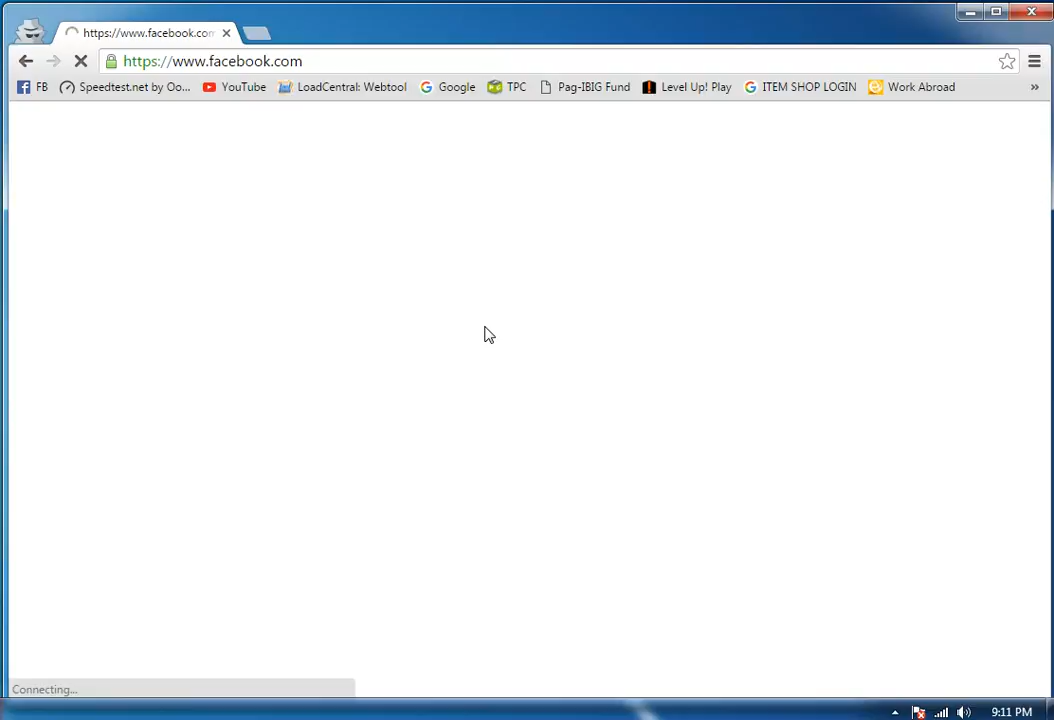 https://www.facebook.com
https://www.facebook.com
FB Speedtest.net by Oo... YouTube LoadCentral: Webtool Google TPC Pag-IBIG Fund Level Up! Play ITEM SHOP LOGIN Work Abroad »
Connecting...
9:11 PM